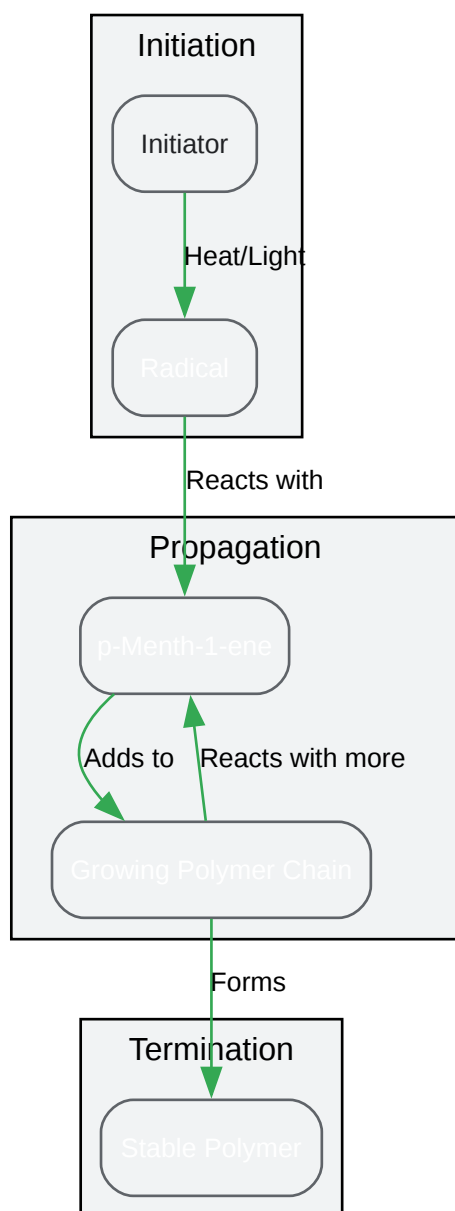 Initiation
Initiator
Heat/Light
Radical
Reacts with
Propagation
p-Menth-1-ene
Adds to
Reacts with more
Growing Polymer Chain
Forms
Termination
Stable Polymer